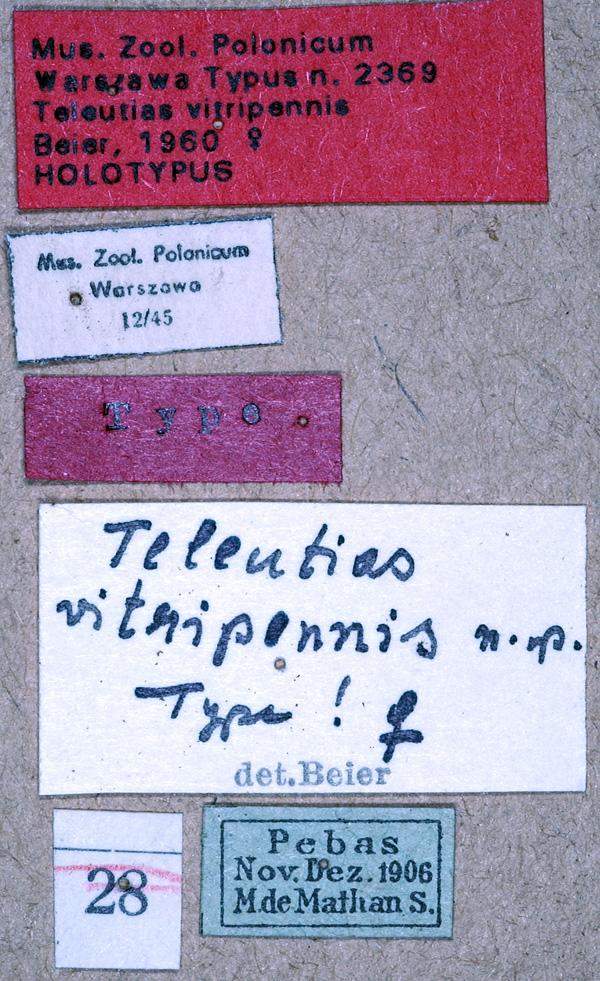 Mus. Zool. Polonicum
Warszawa Typus n. 2369
Teleutias vitripennis
Beier, 1960 ♀
HOLOTYPUS
Mus. Zool. Polonicum
Warszawa
12/45
Type.
Teleutias
vitripennis n. sp.
Type! ♀
det. Beier
28
Pebas
Nov. Dez. 1906
M. de Mathan S.